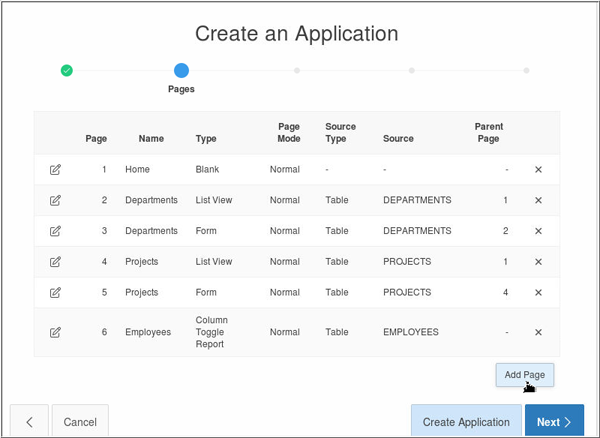 Create an Application
Pages
Page Name Type Page Mode Source Type Source Parent Page
1 Home Blank Normal - - -
2 Departments List View Normal Table DEPARTMENTS 1
3 Departments Form Normal Table DEPARTMENTS 2
4 Projects List View Normal Table PROJECTS 1
5 Projects Form Normal Table PROJECTS 4
6 Employees Column Toggle Report Normal Table EMPLOYEES -
Add Page
Cancel Create Application Next